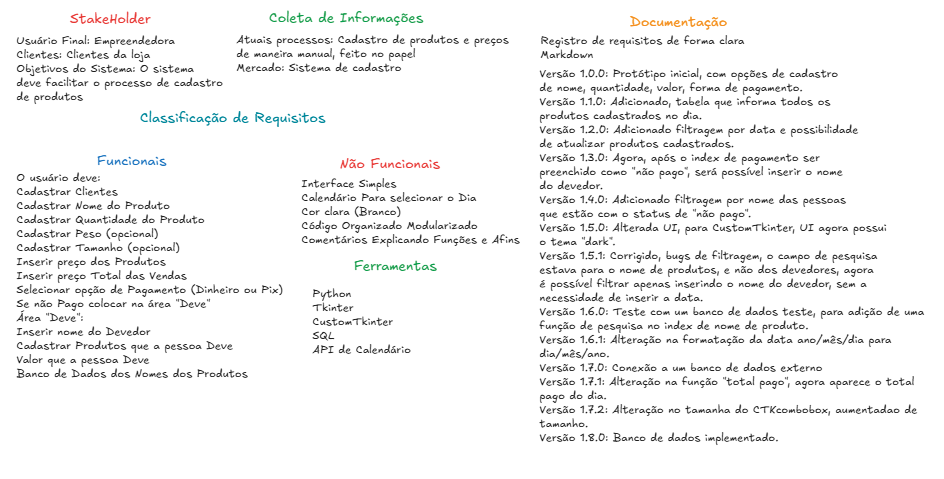 StakeHolder
Usuário Final: Empreendedora
Clientes: Clientes da loja
Objetivos do Sistema: O sistema
deve facilitar o processo de cadastro
de produtos
Coleta de Informações
Atuais processos: Cadastro de produtos e preços
de maneira manual, feito no papel
Mercado: Sistema de cadastro
Classificação de Requisitos
Funcionais
O usuário deve:
Cadastrar Clientes
Cadastrar Nome do Produto
Cadastrar Quantidade do Produto
Cadastrar Peso (opcional)
Cadastrar Tamanho (opcional)
Inserir preço dos Produtos
Inserir preço Total das Vendas
Selecionar opção de Pagamento (Dinheiro ou Pix)
Se não Pago colocar na área "Deve"
Área "Deve":
Inserir nome do Devedor
Cadastrar Produtos que a pessoa Deve
Valor que a pessoa Deve
Banco de Dados dos Nomes dos Produtos
Não Funcionais
Interface Simples
Calendário Para selecionar o Dia
Cor clara (Branco)
Código Organizado Modularizado
Comentários Explicando Funções e Afins
Ferramentas
Python
Tkinter
CustomTkinter
SQL
API de Calendário
Documentação
Registro de requisitos de forma clara
Markdown
Versão 1.0.0: Protótipo inicial, com opções de cadastro
de nome, quantidade, valor, forma de pagamento.
Versão 1.1.0: Adicionado, tabela que informa todos os
produtos cadastrados no dia.
Versão 1.2.0: Adicionado filtragem por data e possibilidade
de atualizar produtos cadastrados.
Versão 1.3.0: Agora, após o index de pagamento ser
preenchido como "não pago", será possível inserir o nome
do devedor.
Versão 1.4.0: Adicionado filtragem por nome das pessoas
que estão com o status de "não pago".
Versão 1.5.0: Alterada UI, para CustomTkinter, UI agora possui
o tema "dark".
Versão 1.5.1: Corrigido, bugs de filtragem, o campo de pesquisa
estava para o nome de produtos, e não dos devedores, agora
é possível filtrar apenas inserindo o nome do devedor, sem a
necessidade de inserir a data.
Versão 1.6.0: Teste com um banco de dados teste, para adição de uma
função de pesquisa no index de nome de produto.
Versão 1.6.1: Alteração na formatação da data ano/mês/dia para
dia/mês/ano.
Versão 1.7.0: Conexão a um banco de dados externo
Versão 1.7.1: Alteração na função "total pago", agora aparece o total
pago do dia.
Versão 1.7.2: Alteração no tamanha do CTKcombobox, aumentadao de
tamanho.
Versão 1.8.0: Banco de dados implementado.